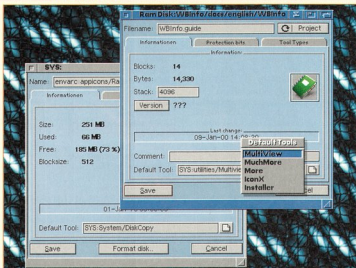 Ram Disk:WBInfo/docs/english/WBInfo
Filename: WBInfo.guide
Project
Informationen
Protection bits
Tool Types
Information:
Blocks: 14
Bytes: 14,330
Stack: 4096
Version ???
Last change:
09-Jan-00 14:
Comment:
Default Tool: SYS:utilities/Multivie
Save
cel
Default Tools
MultiView
MuchMore
More
IconX
Installer
SYS:
Name: envarc:appicons/Ra
Informationen
Size: 251 MB
Used: 66 MB
Free: 185 MB (73 %)
Blocksize: 512
01-Ja
Default Tool: SYS:System/DiskCopy
Save
Format disk...
Cancel